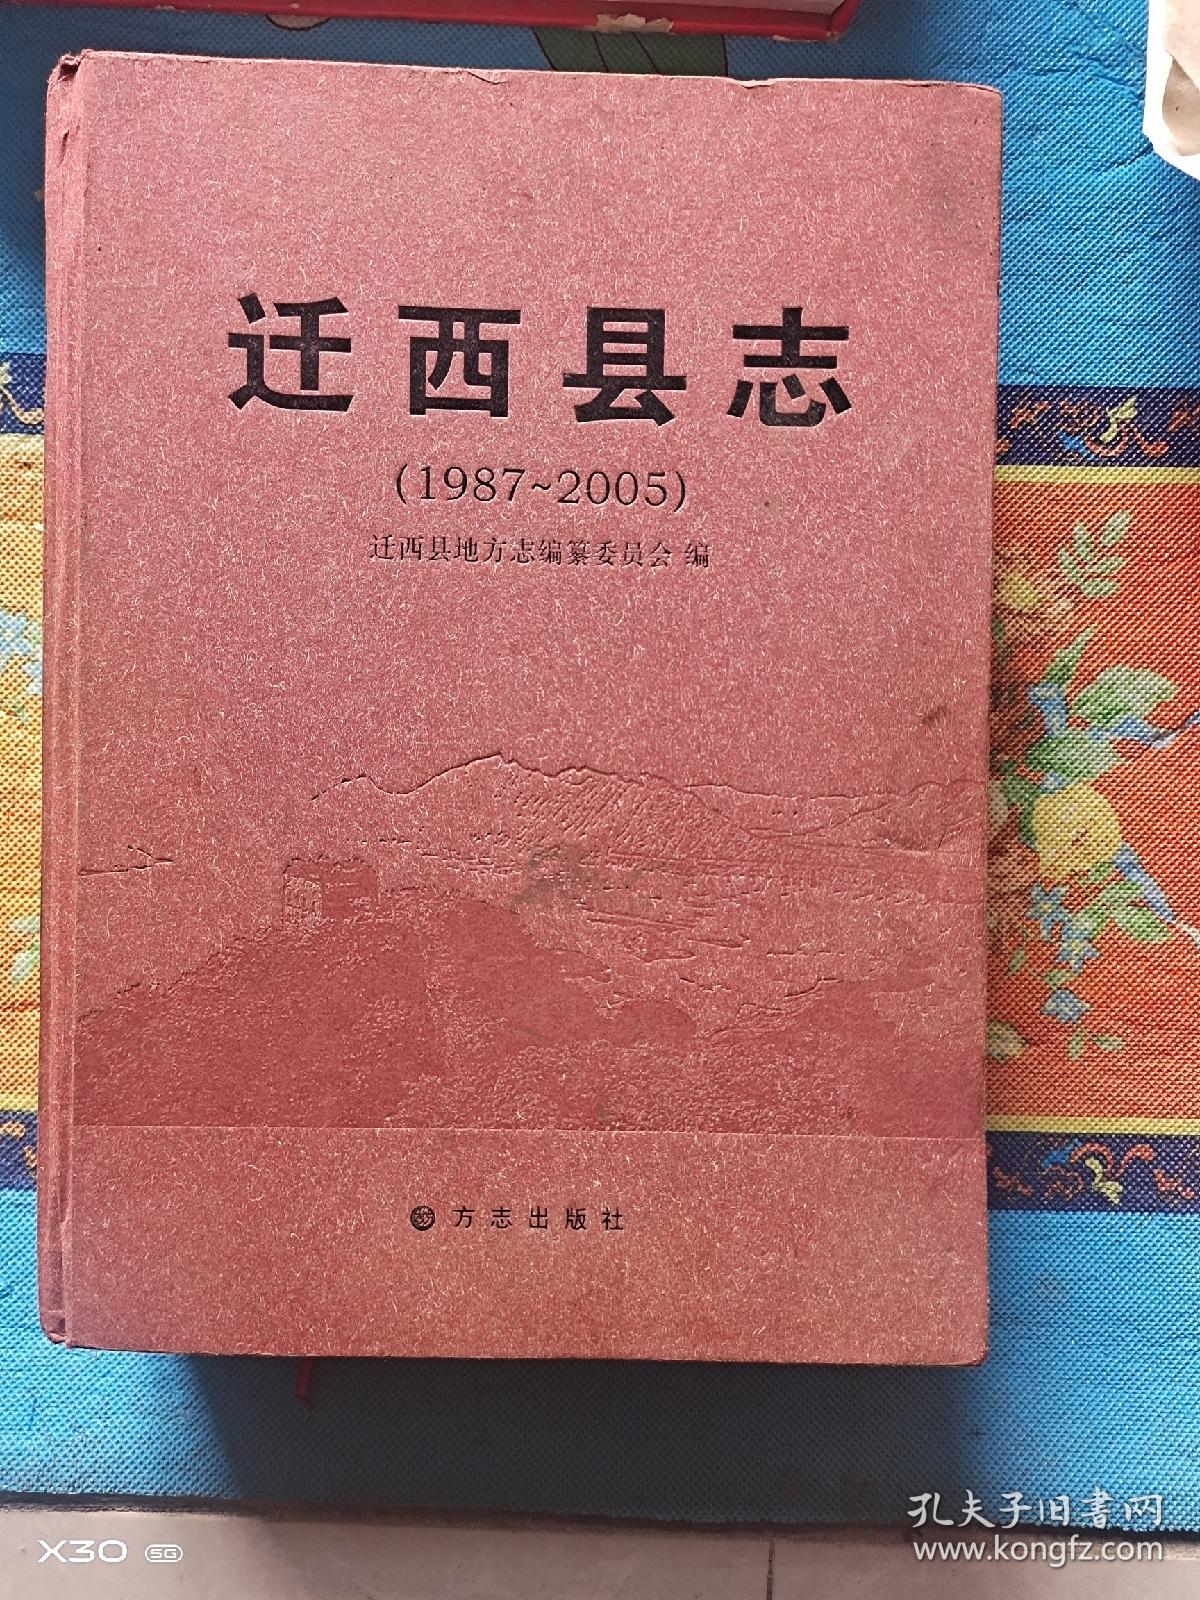 迁西县志
(1987~2005)
迁西县地方志编纂委员会 编
方志出版社
X30 5G
孔夫子旧书网
www.kongfz.com